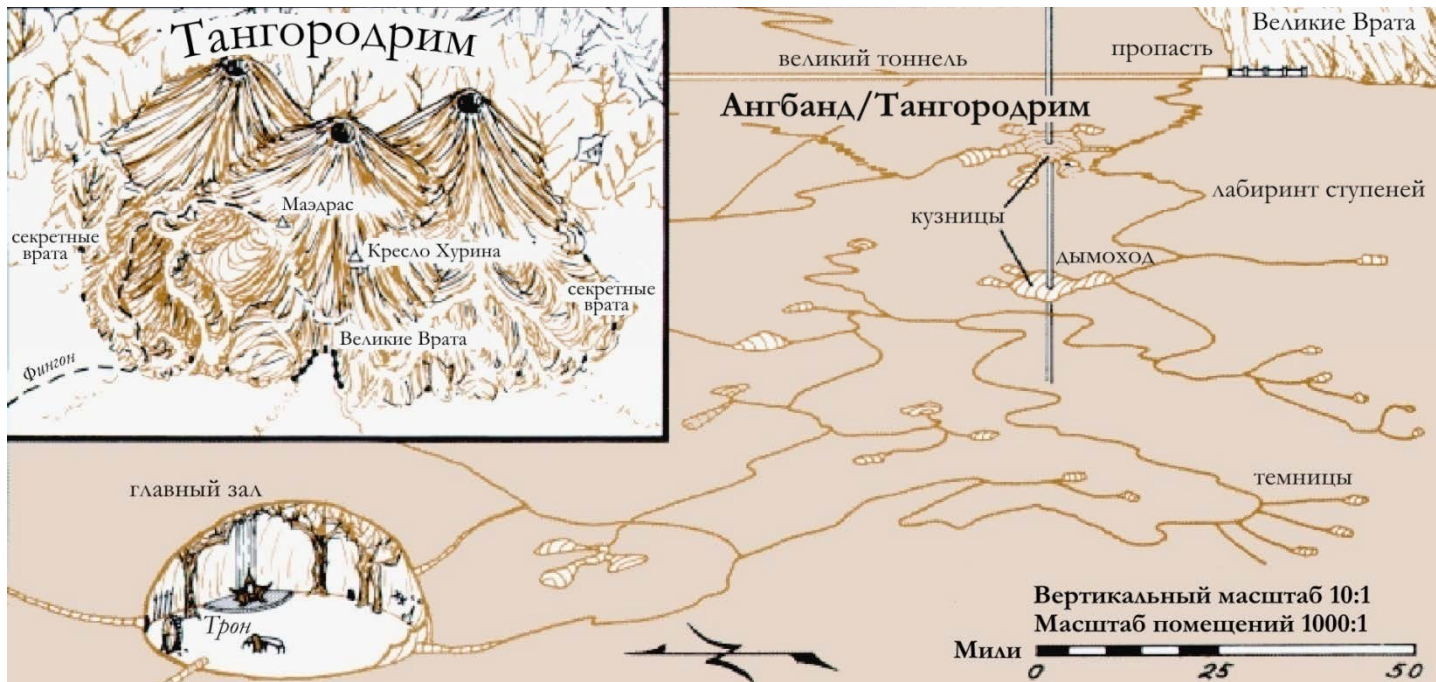 Тангородрим
Маэдрас
секретные
врата
Кресло Хурина
секретные
врата
Великие Врата
Фингон
Великие Врата
пропасть
великий тоннель
Ангбанд/Тангородрим
лабиринт ступеней
кузницы
дымоход
темницы
главный зал
Трон
Вертикальный масштаб 10:1
Масштаб помещений 1000:1
Мили
0 25 50